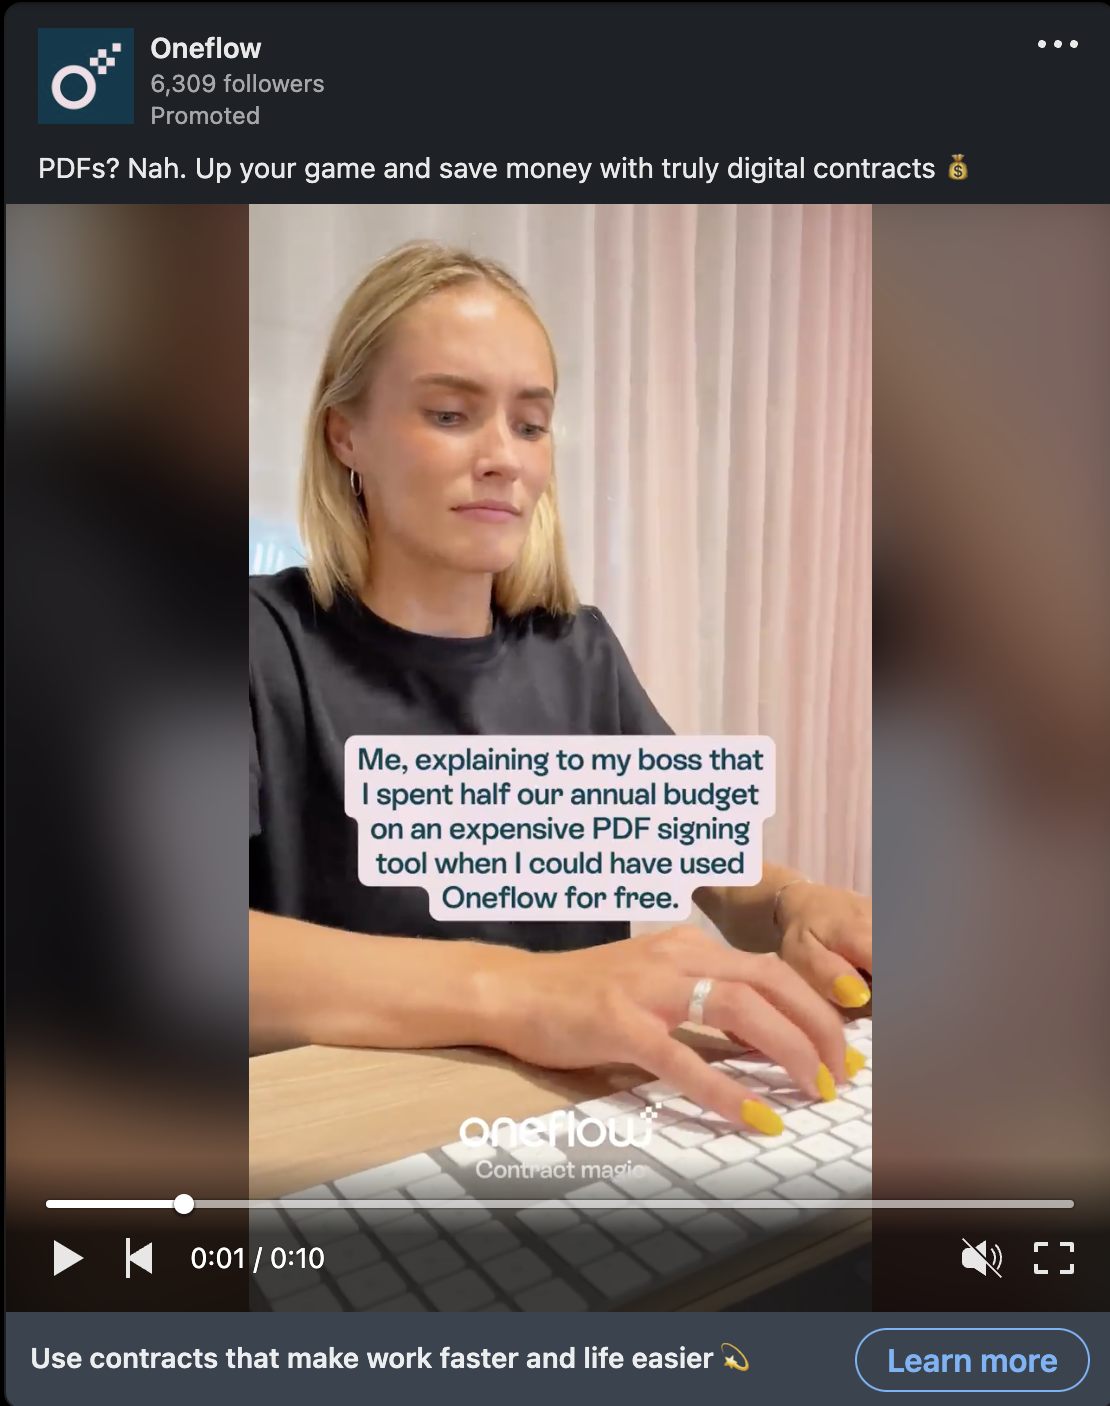 Oneflow
6,309 followers
Promoted
PDFs? Nah. Up your game and save money with truly digital contracts 💰
Me, explaining to my boss that
I spent half our annual budget
on an expensive PDF signing
tool when I could have used
Oneflow for free.
oneflow
Contract magic
0:01 / 0:10
Use contracts that make work faster and life easier 💫
Learn more